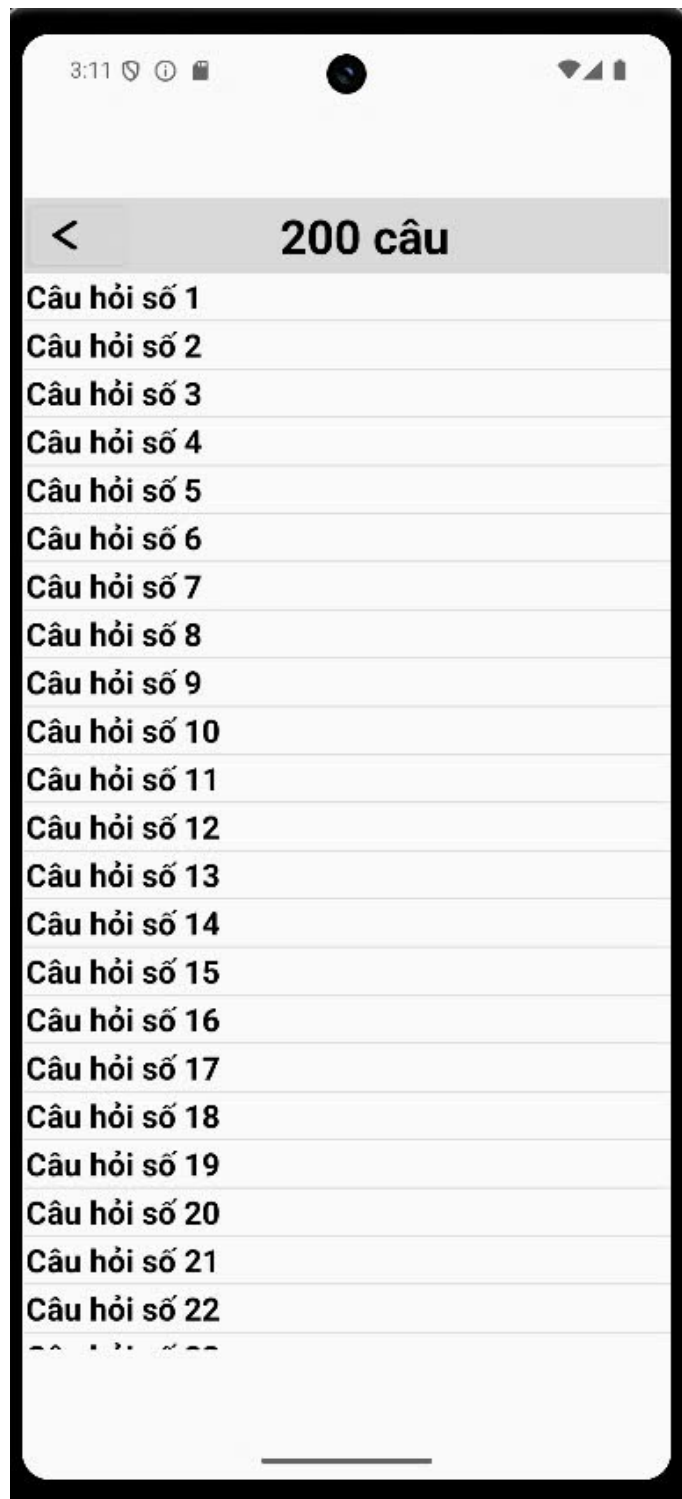 3:11
< 200 câu
Câu hỏi số 1
Câu hỏi số 2
Câu hỏi số 3
Câu hỏi số 4
Câu hỏi số 5
Câu hỏi số 6
Câu hỏi số 7
Câu hỏi số 8
Câu hỏi số 9
Câu hỏi số 10
Câu hỏi số 11
Câu hỏi số 12
Câu hỏi số 13
Câu hỏi số 14
Câu hỏi số 15
Câu hỏi số 16
Câu hỏi số 17
Câu hỏi số 18
Câu hỏi số 19
Câu hỏi số 20
Câu hỏi số 21
Câu hỏi số 22